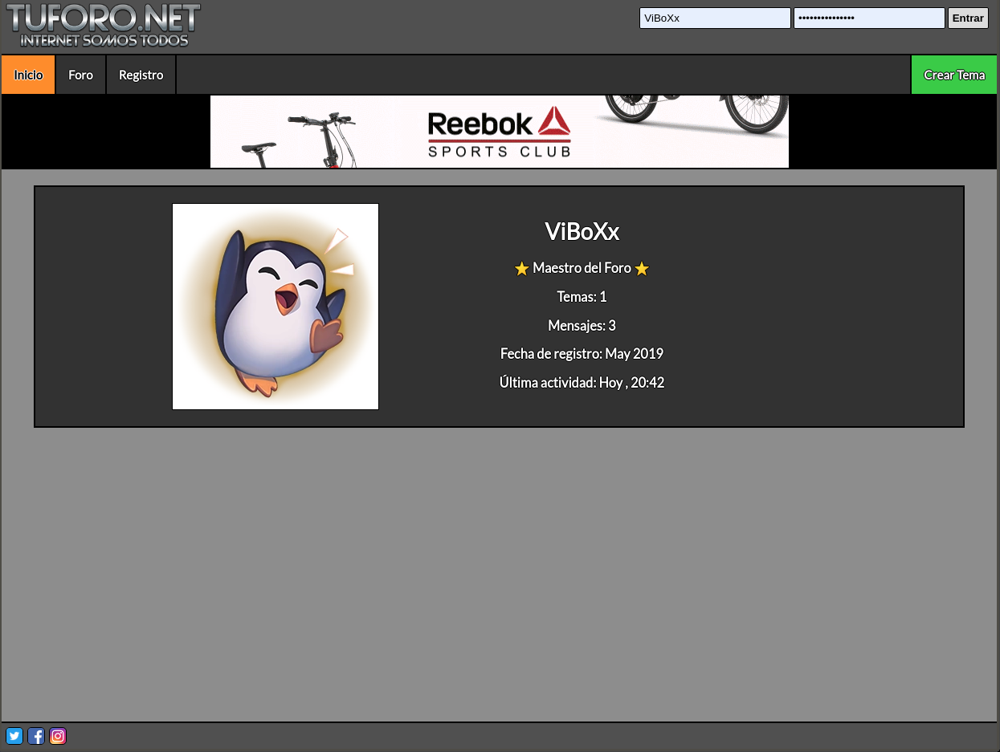 TUFORO.NET
INTERNET SOMOS TODOS
ViBoXx
•••••••••••••••
Entrar
Inicio
Foro
Registro
Crear Tema
Reebok
SPORTS CLUB
ViBoXx
⭐ Maestro del Foro ⭐
Temas: 1
Mensajes: 3
Fecha de registro: May 2019
Última actividad: Hoy , 20:42